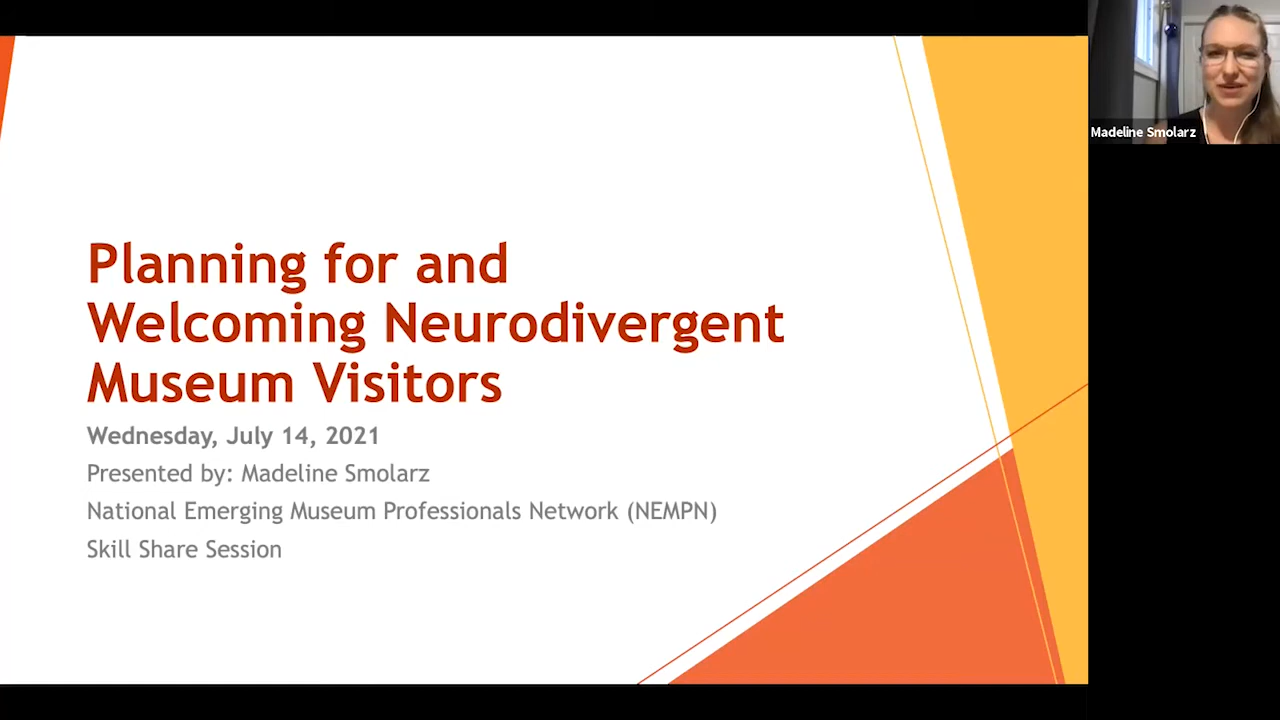 Planning for and
Welcoming Neurodivergent
Museum Visitors
Wednesday, July 14, 2021
Presented by: Madeline Smolarz
National Emerging Museum Professionals Network (NEMPN)
Skill Share Session
Madeline Smolarz